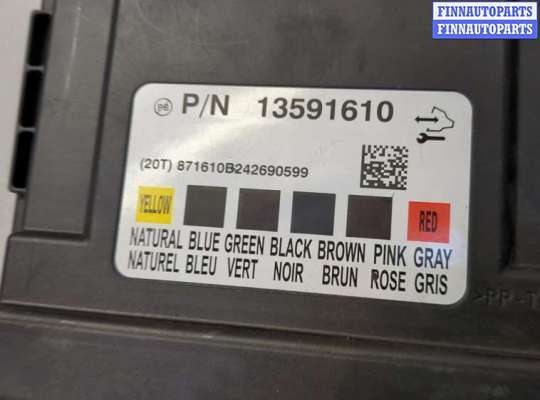 FINNAUTOPARTS
FINNAUTOPARTS
P/N 13591610
(20T) 871610B242690599
YELLOW RED
NATURAL BLUE GREEN BLACK BROWN PINK GRAY
NATUREL BLEU VERT NOIR BRUN ROSE GRIS
>PP-T